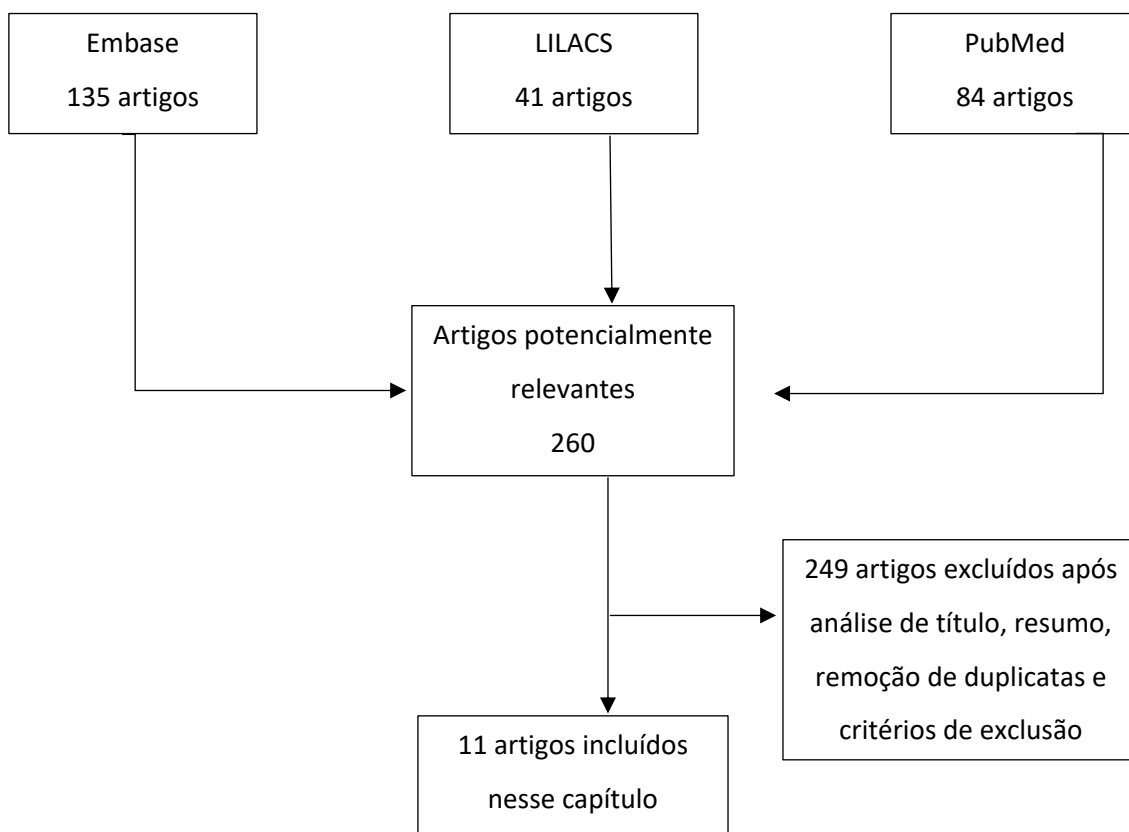 Embase
135 artigos
LILACS
41 artigos
PubMed
84 artigos
Artigos potencialmente
relevantes
260
249 artigos excluídos após
análise de título, resumo,
remoção de duplicatas e
critérios de exclusão
11 artigos incluídos
nesse capítulo